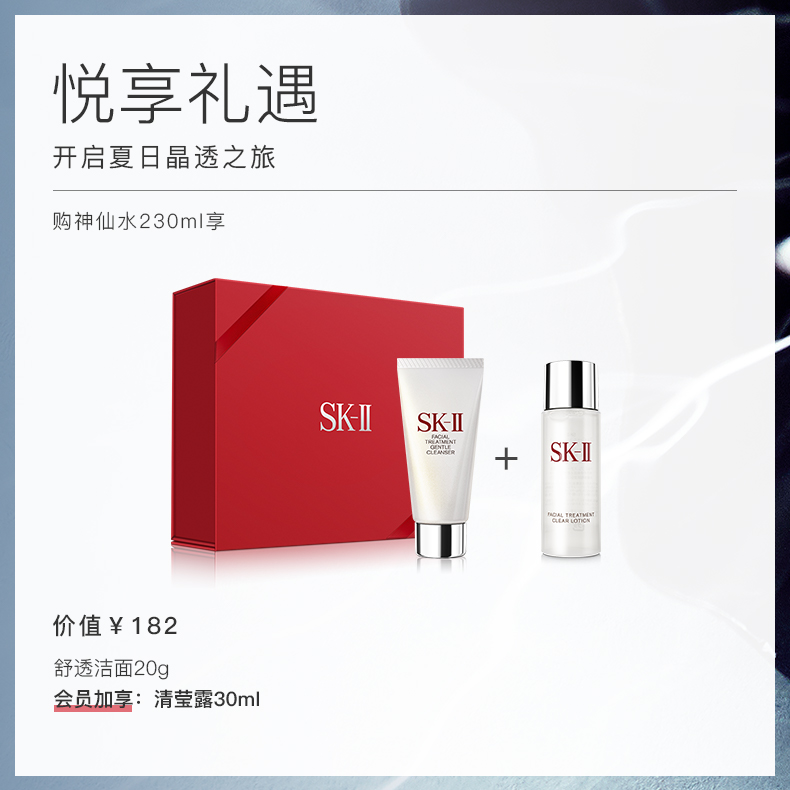 悦享礼遇
开启夏日晶透之旅
购神仙水230ml享
SK-II
SK-II
FACIAL
TREATMENT
GENTLE
CLEANSER
+
SK-II
FACIAL TREATMENT
CLEAR LOTION
价值￥182
舒透洁面20g
会员加享：清莹露30ml